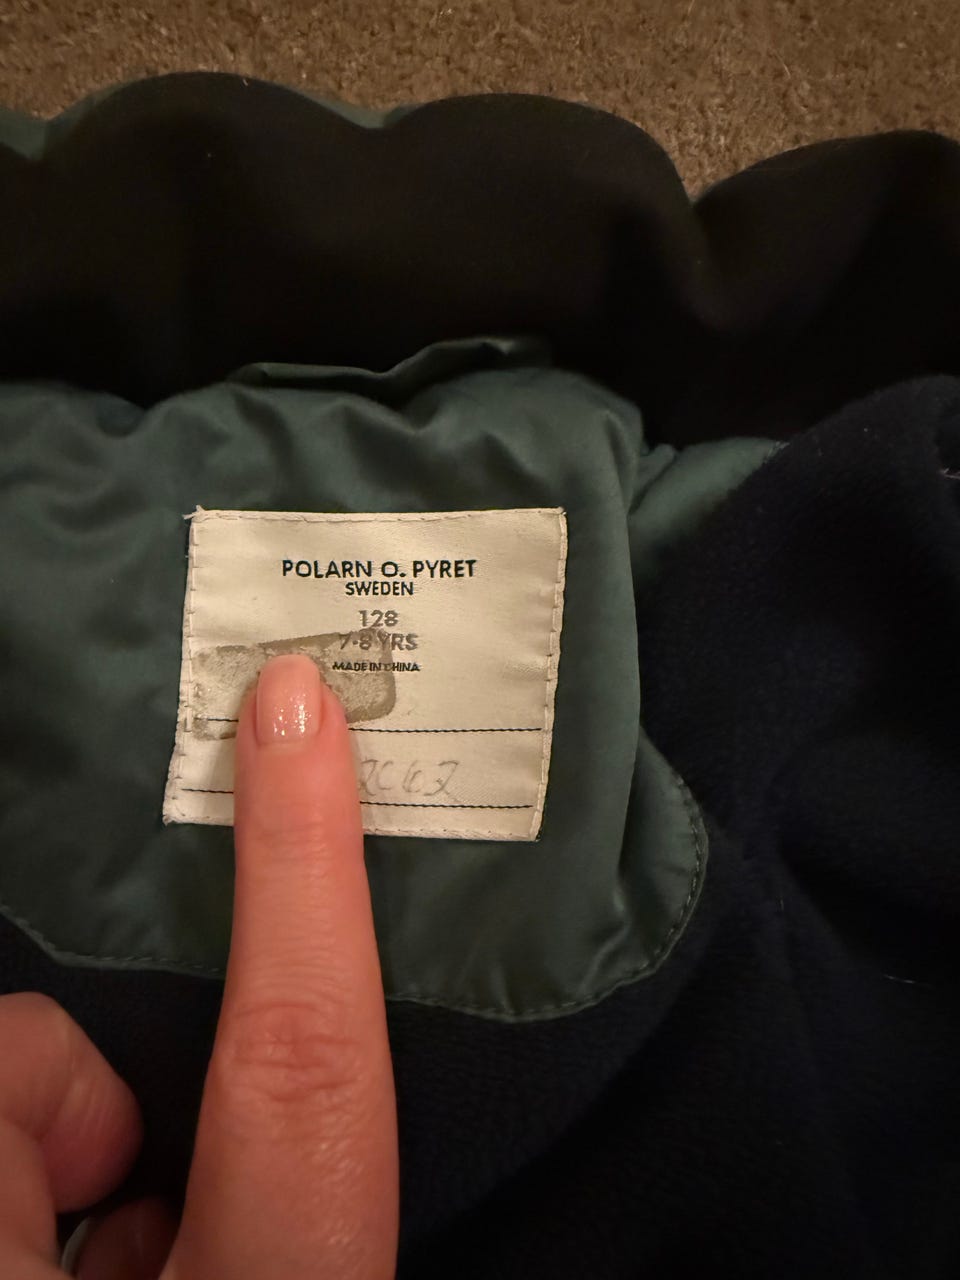 POLARN O. PYRET
SWEDEN
128
7-8 YRS
MADE IN CHINA